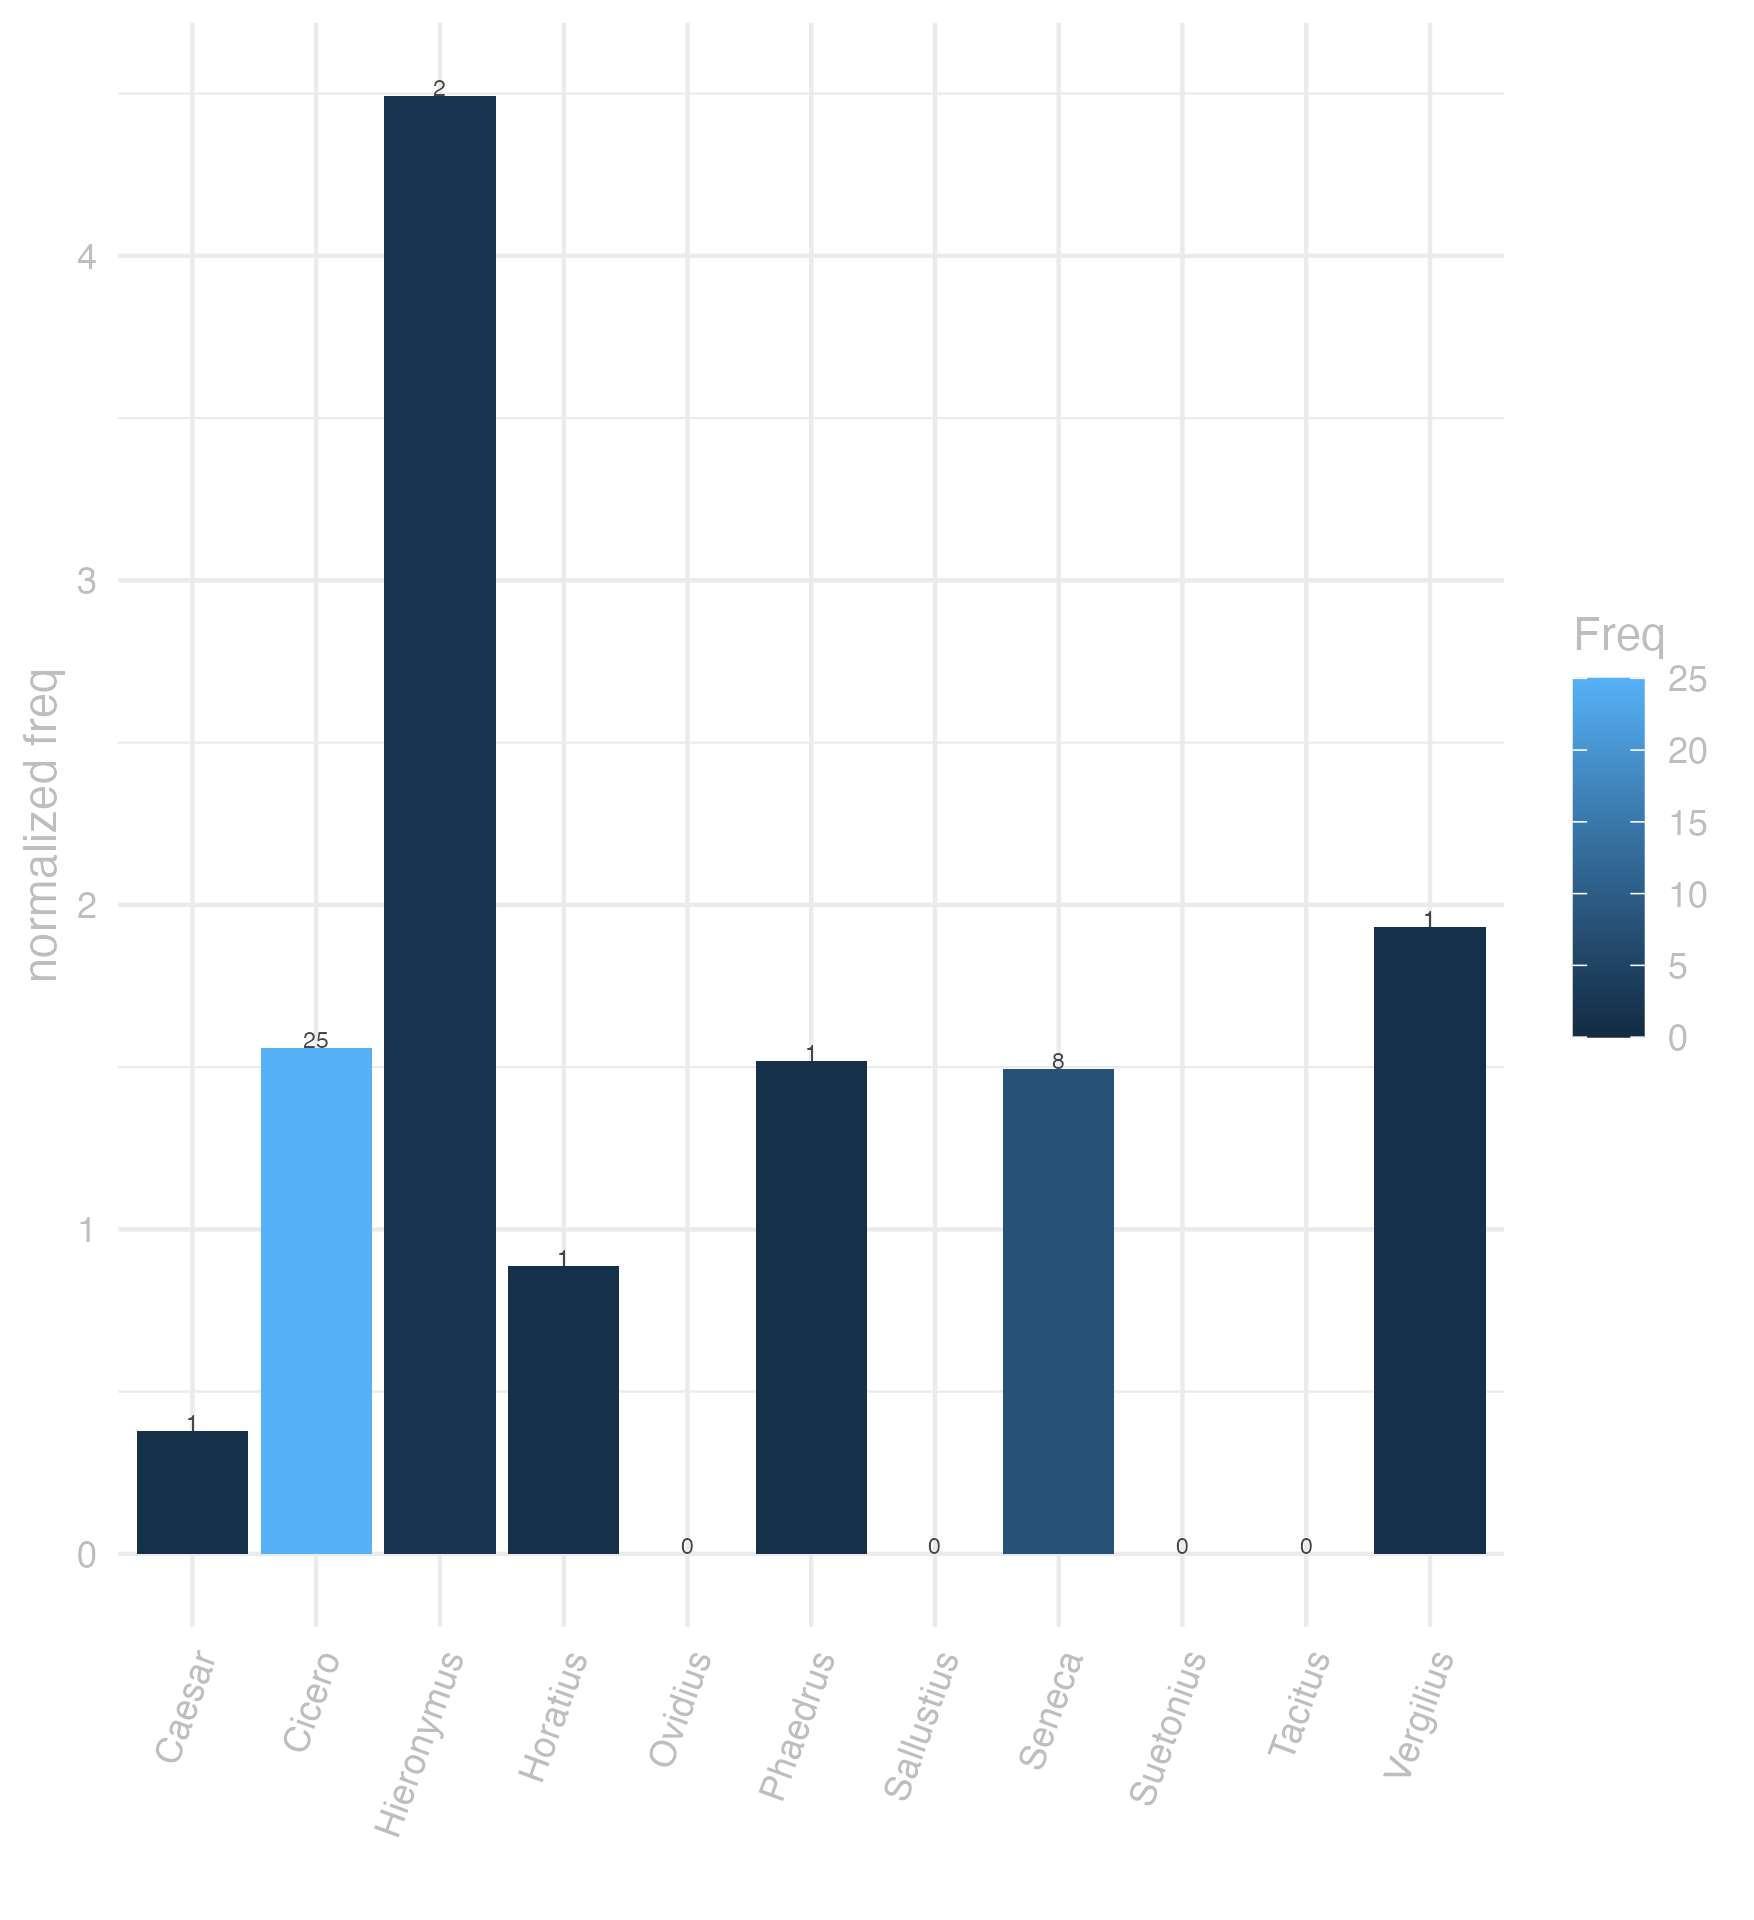 normalized freq
4
3
2
1
0
2
25
1
1
1
8
1
0
0
0
0
Caesar
Cicero
Hieronymus
Horatius
Ovidius
Phaedrus
Sallustius
Seneca
Suetonius
Tacitus
Vergilius
Freq
25
20
15
10
5
0